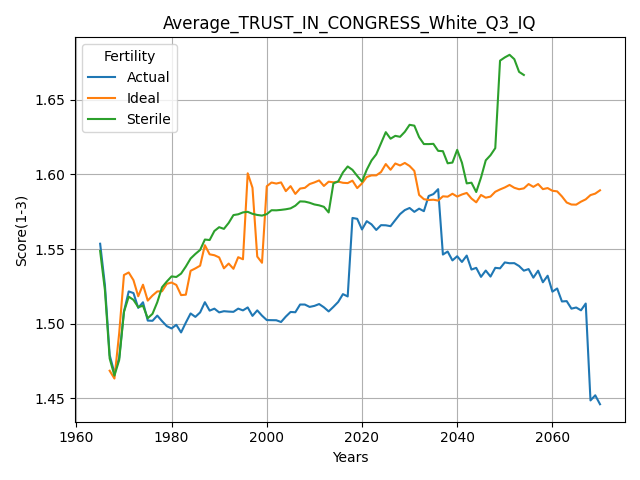 Average_TRUST_IN_CONGRESS_White_Q3_IQ
Fertility
Actual
Ideal
Sterile
Score(1-3)
1.65
1.60
1.55
1.50
1.45
1960
1980
2000
2020
2040
2060
Years